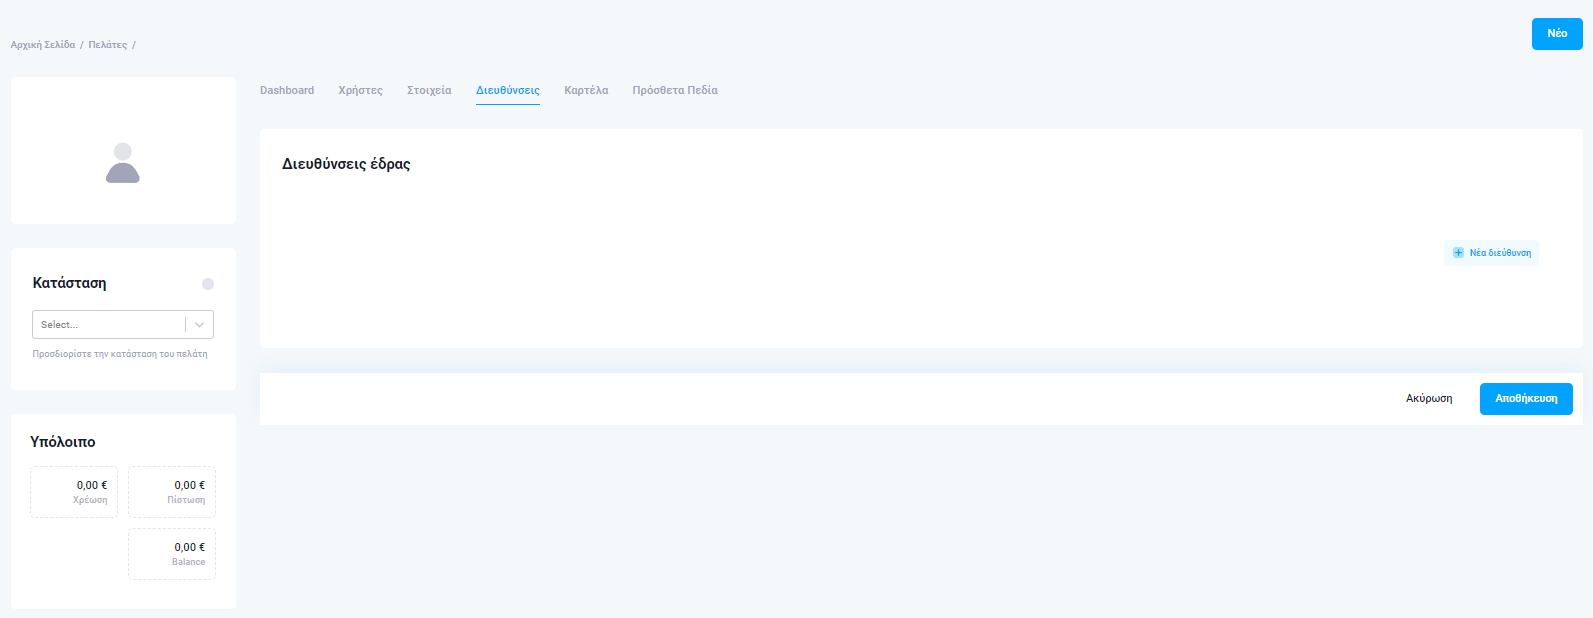 Νέο
Αρχική Σελίδα / Πελάτες /
Dashboard Χρήστες Στοιχεία Διευθύνσεις Καρτέλα Πρόσθετα Πεδία
Διευθύνσεις έδρας
Νέα διεύθυνση
Ακύρωση Αποθήκευση
Κατάσταση
Select...
Προσδιορίστε την κατάσταση του πελάτη
Υπόλοιπο
0,00 € 0,00 €
Χρέωση Πίστωση
0,00 €
Balance